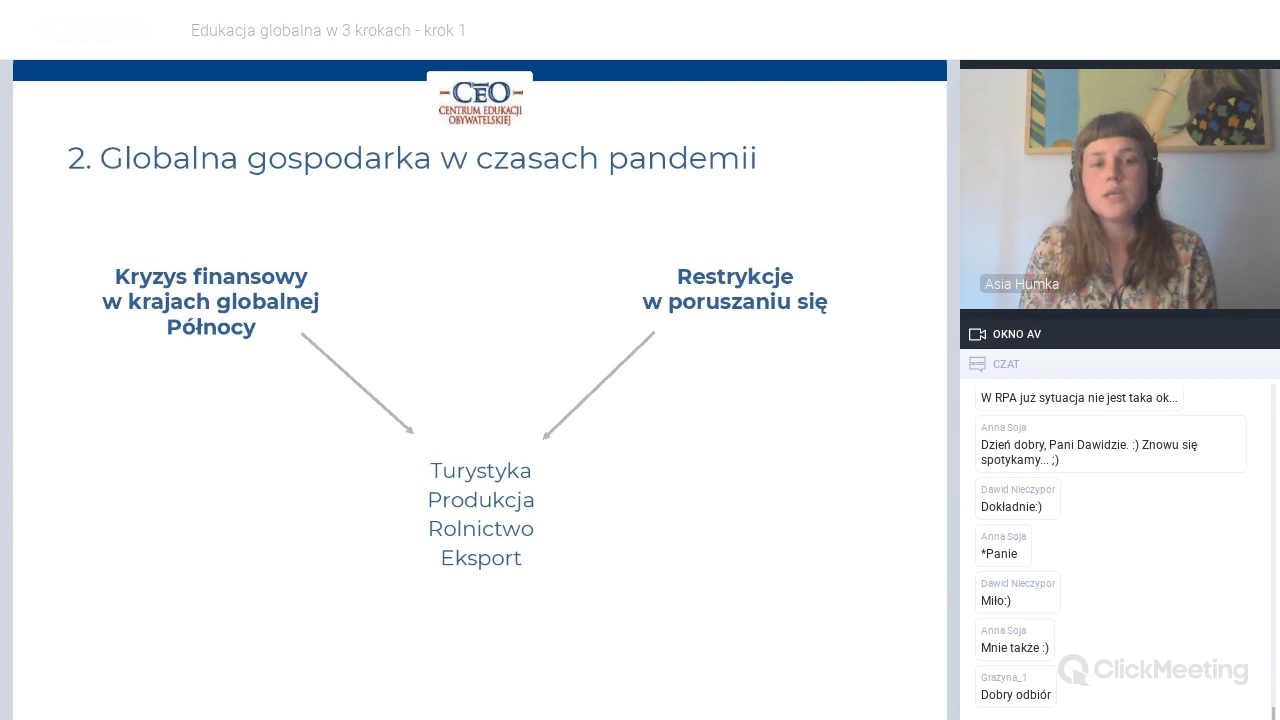 Edukacja globalna w 3 krokach - krok 1
CEO
CENTRUM EDUKACJI
OBYWATELSKIEJ
2. Globalna gospodarka w czasach pandemii
Kryzys finansowy
w krajach globalnej
Północy
Restrykcje
w poruszaniu się
Turystyka
Produkcja
Rolnictwo
Eksport
Asia Humka
OKNO AV
CZAT
W RPA już sytuacja nie jest taka ok...
Anna Soja
Dzień dobry, Pani Dawidzie. :) Znowu się
spotykamy... ;)
Dawid Nieczypor
Dokładnie:)
Anna Soja
*Panie
Dawid Nieczypor
Miło:)
Anna Soja
Mnie także :)
Grażyna_1
Dobry odbiór
ClickMeeting